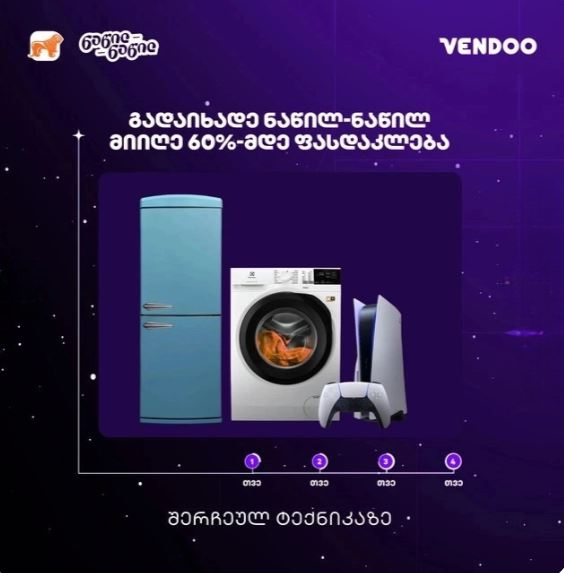 ნაწილ-
-ნაწილ
VENDOO
გადაიხადე ნაწილ-ნაწილ
მიიღე 60%-მდე ფასდაკლება
1 2 3 4
თვე თვე თვე თვე
შერჩეულ ტექნიკაზე